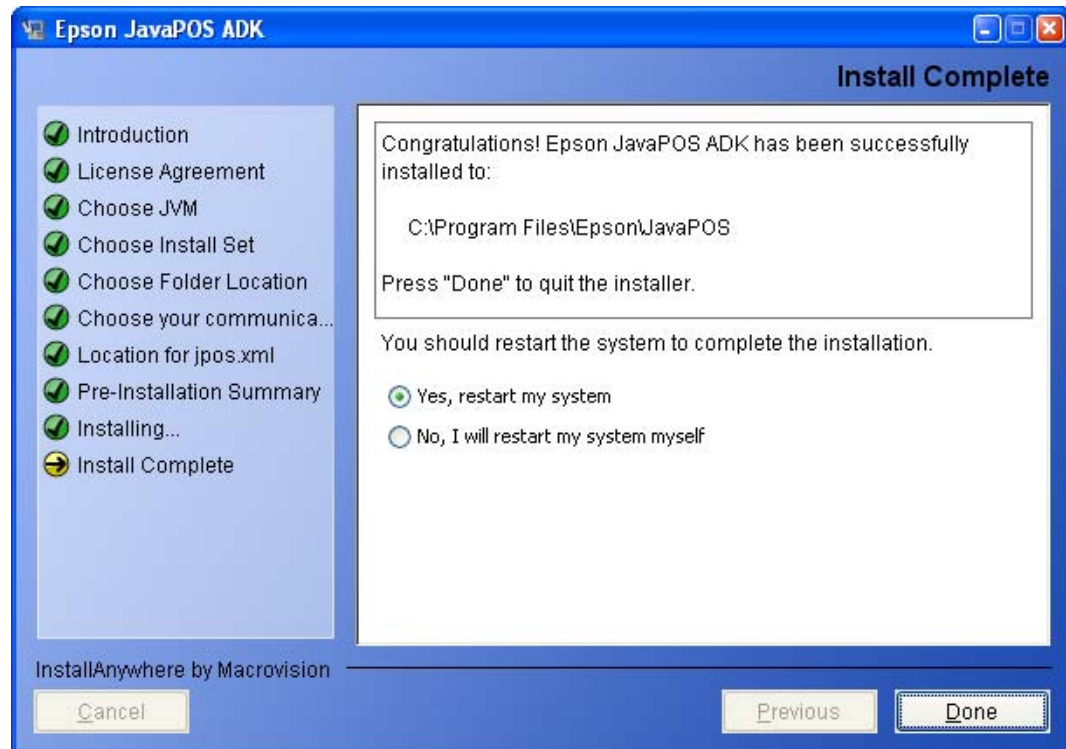 Epson JavaPOS ADK
Install Complete
Introduction
License Agreement
Choose JVM
Choose Install Set
Choose Folder Location
Choose your communica...
Location for jpos.xml
Pre-Installation Summary
Installing...
Install Complete
Congratulations! Epson JavaPOS ADK has been successfully
installed to:
C:\Program Files\Epson\JavaPOS
Press "Done" to quit the installer.
You should restart the system to complete the installation.
Yes, restart my system
No, I will restart my system myself
InstallAnywhere by Macrovision
Cancel
Previous
Done